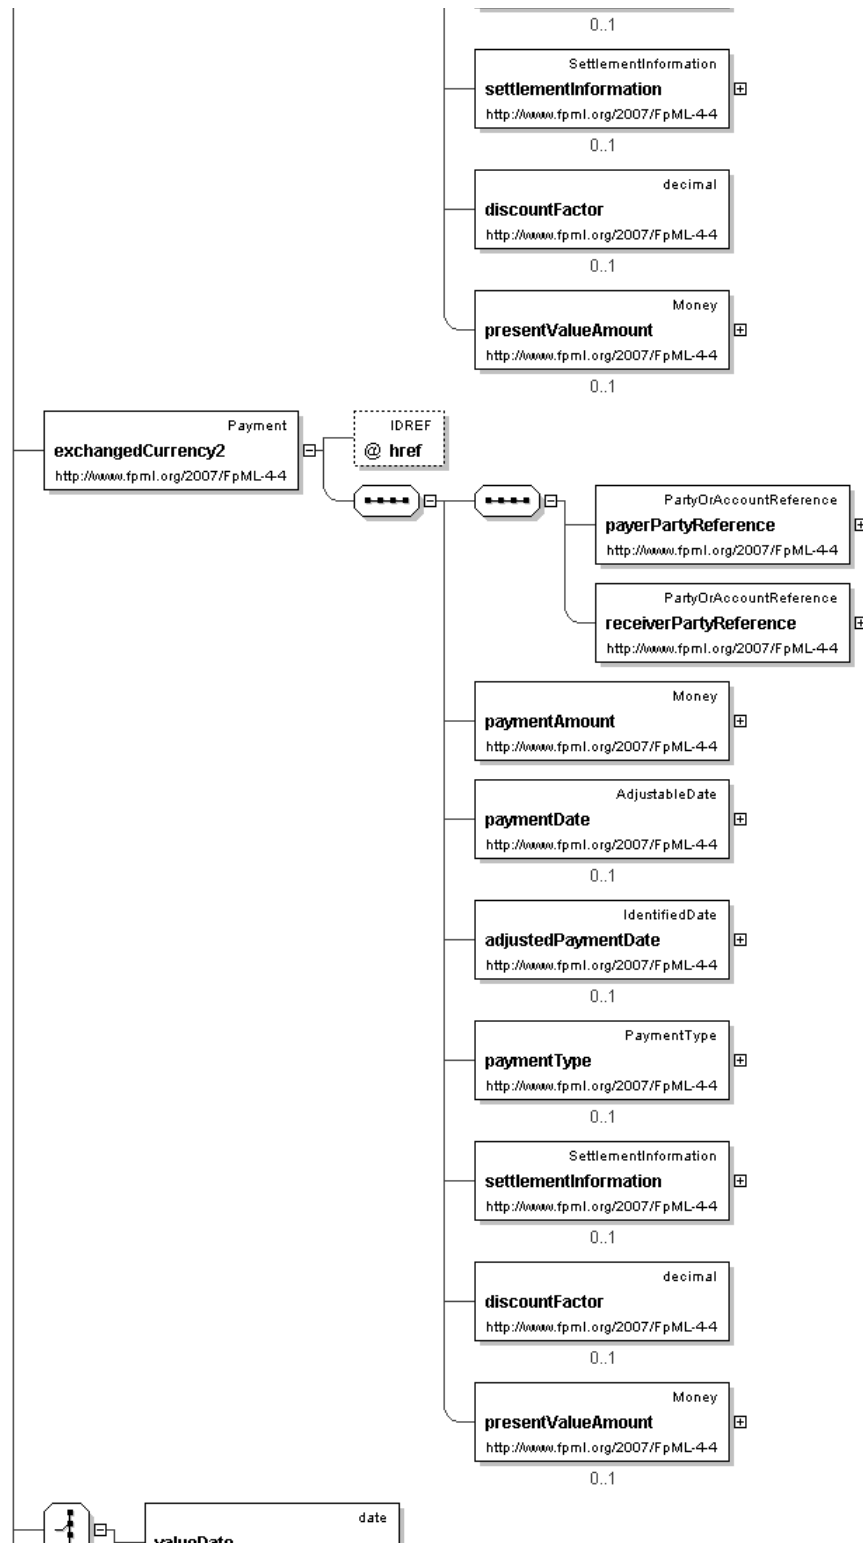 0..1
SettlementInformation
settlementInformation
http://www.fpml.org/2007/FpML-4-4
0..1
decimal
discountFactor
http://www.fpml.org/2007/FpML-4-4
0..1
Money
presentValueAmount
http://www.fpml.org/2007/FpML-4-4
0..1
Payment
exchangedCurrency2
http://www.fpml.org/2007/FpML-4-4
IDREF
@ href
PartyOrAccountReference
payerPartyReference
http://www.fpml.org/2007/FpML-4-4
PartyOrAccountReference
receiverPartyReference
http://www.fpml.org/2007/FpML-4-4
Money
paymentAmount
http://www.fpml.org/2007/FpML-4-4
AdjustableDate
paymentDate
http://www.fpml.org/2007/FpML-4-4
0..1
IdentifiedDate
adjustedPaymentDate
http://www.fpml.org/2007/FpML-4-4
0..1
PaymentType
paymentType
http://www.fpml.org/2007/FpML-4-4
0..1
SettlementInformation
settlementInformation
http://www.fpml.org/2007/FpML-4-4
0..1
decimal
discountFactor
http://www.fpml.org/2007/FpML-4-4
0..1
Money
presentValueAmount
http://www.fpml.org/2007/FpML-4-4
0..1
date
valueDate